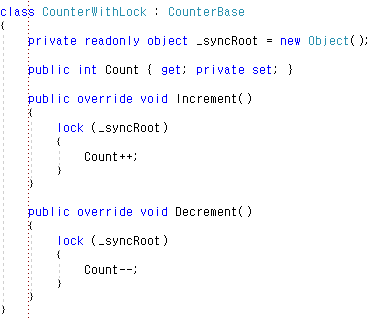 class CounterWithLock : CounterBase
{
private readonly object _syncRoot = new Object();
public int Count { get; private set; }
public override void Increment()
{
lock (_syncRoot)
{
Count++;
}
}
public override void Decrement()
{
lock (_syncRoot)
{
Count--;
}
}
}